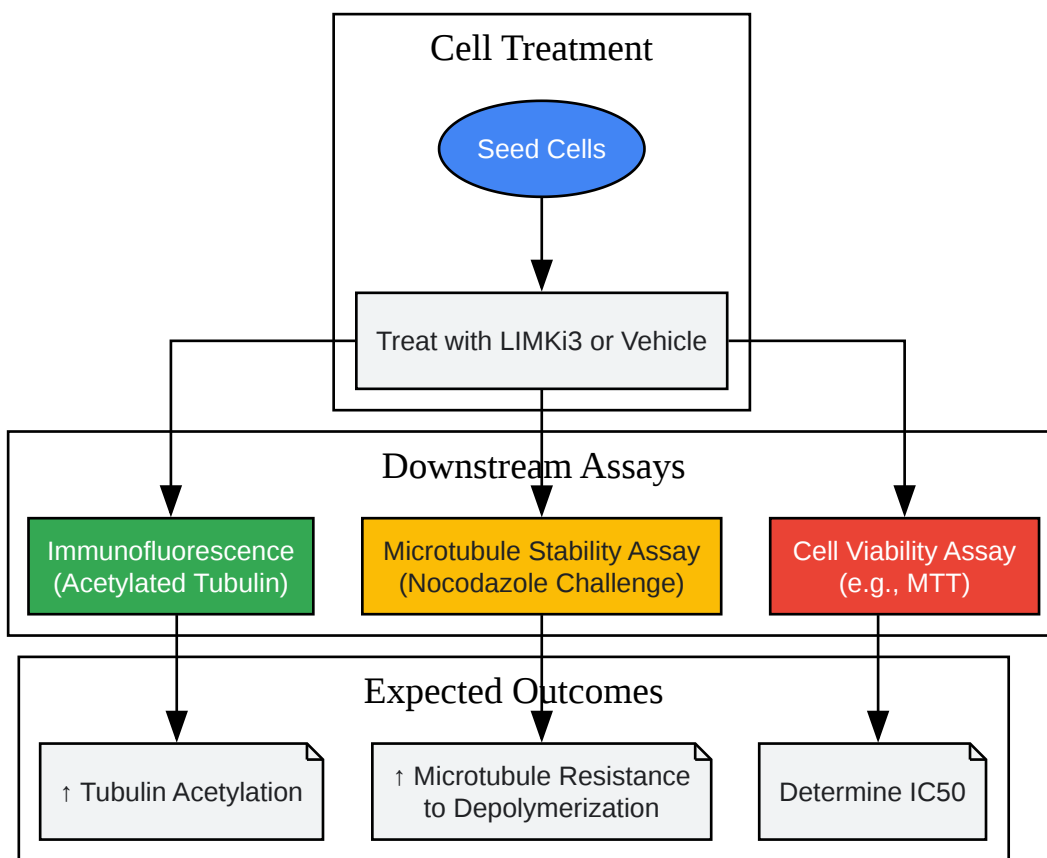 Cell Treatment
Seed Cells
Treat with LIMKi3 or Vehicle
Downstream Assays
Immunofluorescence
(Acetylated Tubulin)
Microtubule Stability Assay
(Nocodazole Challenge)
Cell Viability Assay
(e.g., MTT)
Expected Outcomes
↑ Tubulin Acetylation
↑ Microtubule Resistance
to Depolymerization
Determine IC50